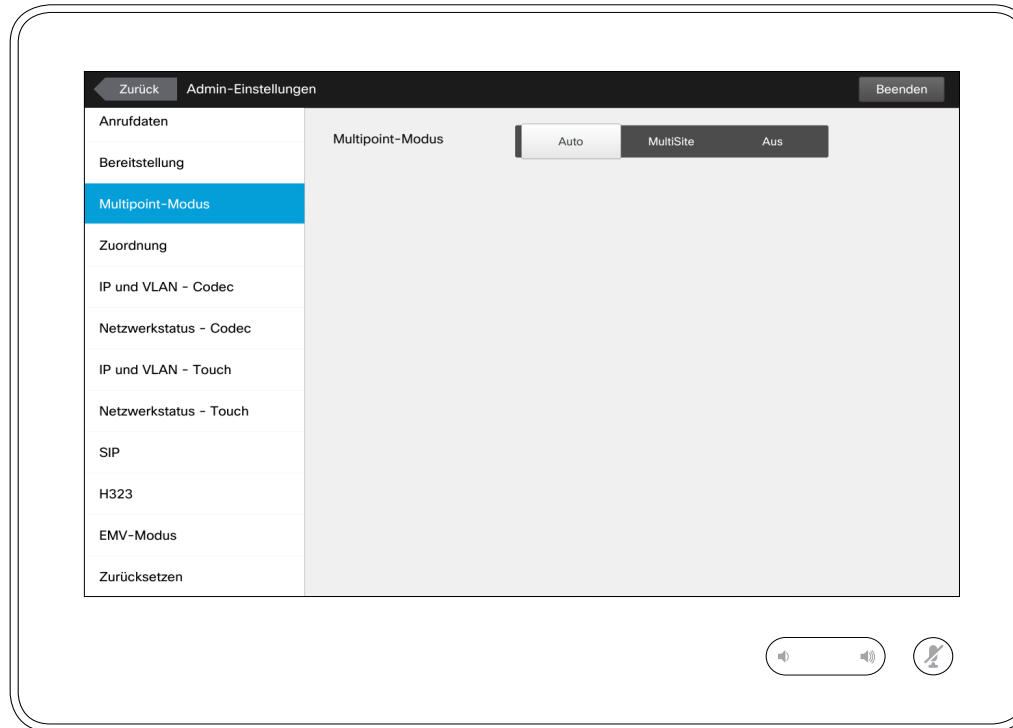 Zurück Admin-Einstellungen Beenden
Anrufdaten
Bereitstellung
Multipoint-Modus
Zuordnung
IP und VLAN - Codec
Netzwerkstatus - Codec
IP und VLAN - Touch
Netzwerkstatus - Touch
SIP
H323
EMV-Modus
Zurücksetzen
Multipoint-Modus Auto MultiSite Aus